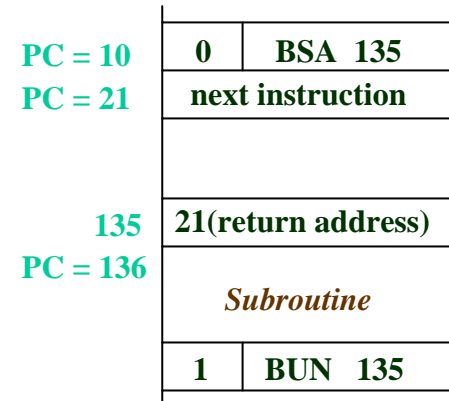 PC = 10 0 BSA 135
PC = 21 next instruction
135 21(return address)
PC = 136
Subroutine
1 BUN 135